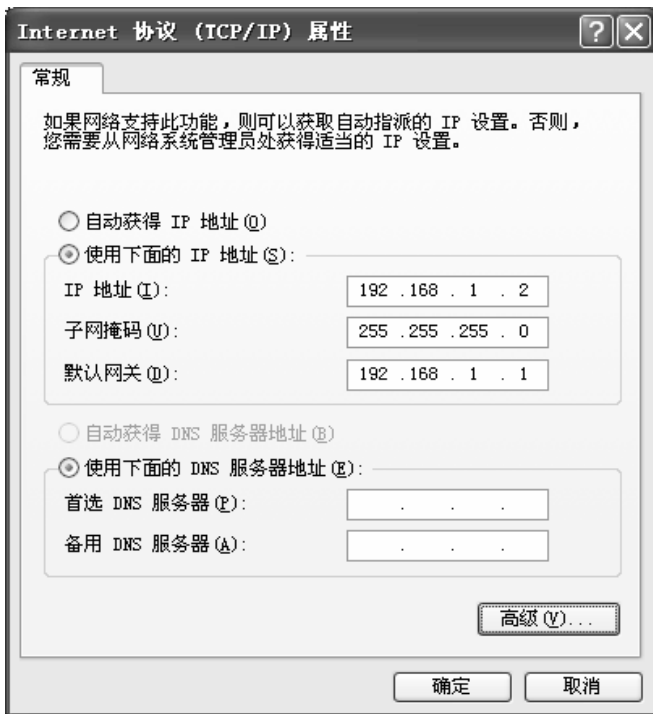 Internet 协议 (TCP/IP) 属性
常规
如果网络支持此功能，则可以获取自动指派的 IP 设置。否则，
您需要从网络系统管理员处获得适当的 IP 设置。
自动获得 IP 地址(O)
使用下面的 IP 地址(S):
IP 地址(I): 192 .168 . 1 . 2
子网掩码(U): 255 .255 .255 . 0
默认网关(D): 192 .168 . 1 . 1
自动获得 DNS 服务器地址(B)
使用下面的 DNS 服务器地址(E):
首选 DNS 服务器(P): . . .
备用 DNS 服务器(A): . . .
高级(V)...
确定 取消